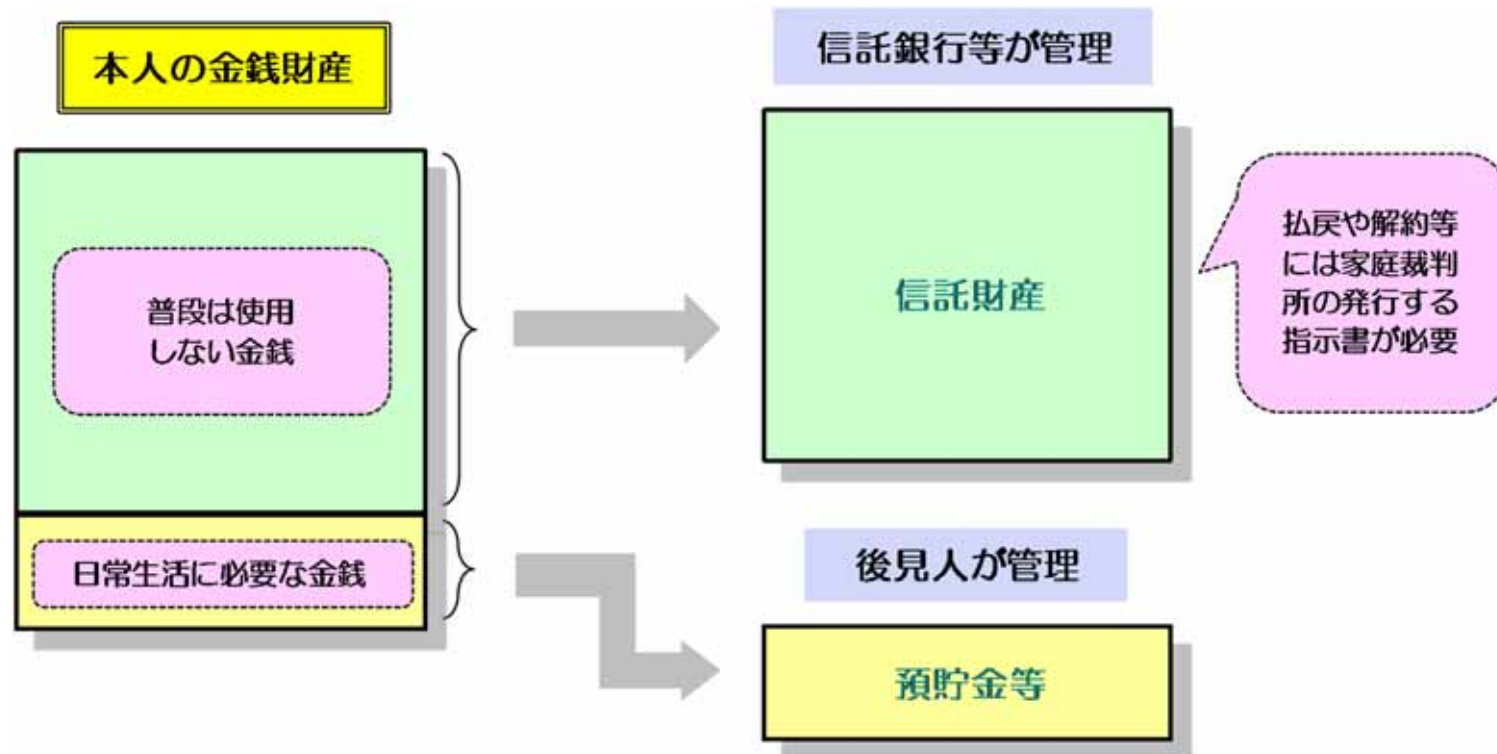 本人の金銭財産
普段は使用
しない金銭
日常生活に必要な金銭
信託銀行等が管理
信託財産
払戻や解約等
には家庭裁判
所の発行する
指示書が必要
後見人が管理
預貯金等